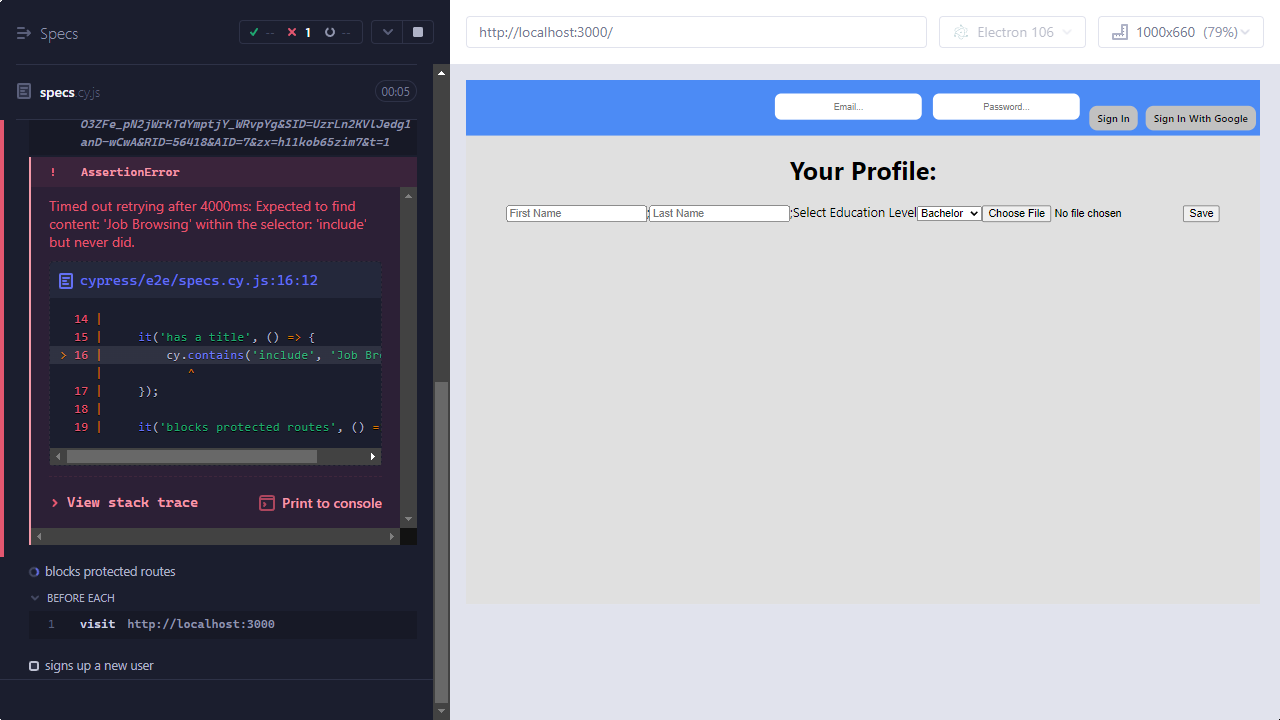 Specs
-- 1 --
specs.cy.js
00:05
O3ZFe_pN2jWrkTdYmptjY_WRvpYg&SID=UzrLn2KVlJedg1
anD-wCwA&RID=56418&AID=7&zx=h11kob65zim7&t=1
! AssertionError
Timed out retrying after 4000ms: Expected to find
content: 'Job Browsing' within the selector: 'include'
but never did.
cypress/e2e/specs.cy.js:16:12
14 |
15 | it('has a title', () => {
> 16 | cy.contains('include', 'Job Bro
| ^
17 | });
18 |
19 | it('blocks protected routes', () =
> View stack trace
Print to console
blocks protected routes
BEFORE EACH
1 visit http://localhost:3000
signs up a new user
http://localhost:3000/
Electron 106
1000x660 (79%)
Email...
Password...
Sign In
Sign In With Google
Your Profile:
First Name;Last Name;Select Education Level Bachelor Choose File No file chosen Save